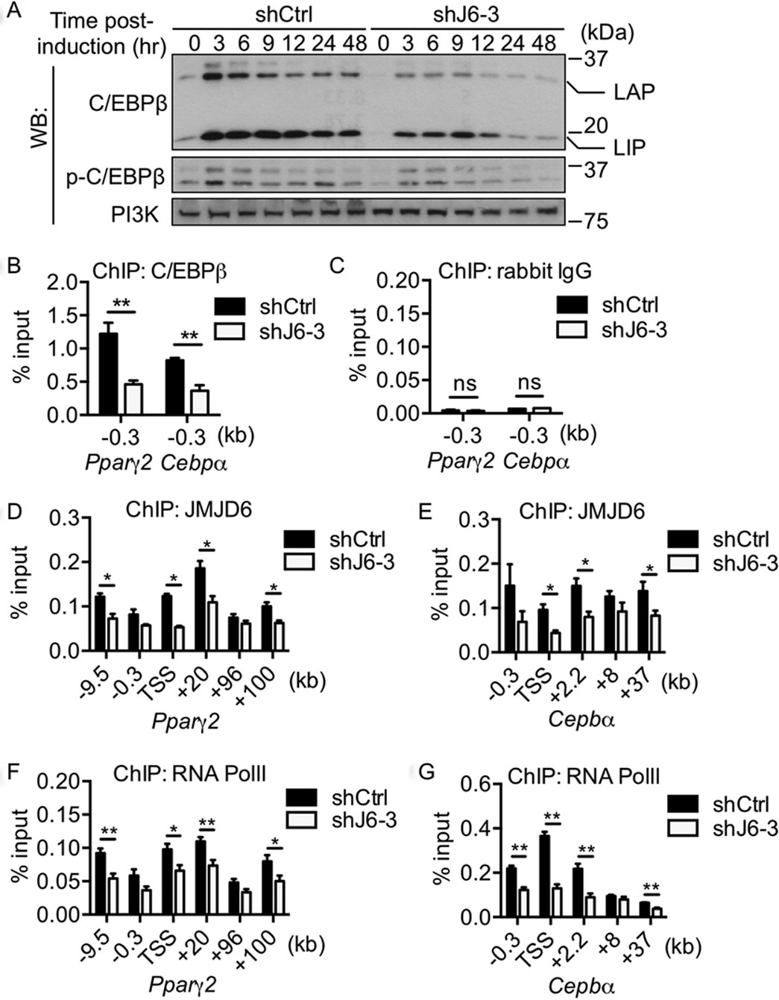 A
Time post-
induction (hr)
shCtrl
shJ6-3
0 3 6 9 12 24 48 0 3 6 9 12 24 48
(kDa)
WB:
C/EBPβ
37
LAP
20
LIP
p-C/EBPβ
37
PI3K
75
B
ChIP: C/EBPβ
% input
2.0
1.5
1.0
0.5
0.0
**
**
shCtrl
shJ6-3
-0.3 -0.3 (kb)
Pparγ2 Cebpα
C
ChIP: rabbit IgG
% input
0.20
0.15
0.10
0.05
0.00
ns
ns
shCtrl
shJ6-3
-0.3 -0.3 (kb)
Pparγ2 Cebpα
D
ChIP: JMJD6
% input
0.3
0.2
0.1
0.0
* * * *
shCtrl
shJ6-3
-9.5 -0.3 TSS +20 +96 +100 (kb)
Pparγ2
E
ChIP: JMJD6
% input
0.3
0.2
0.1
0.0
* * *
shCtrl
shJ6-3
-0.3 TSS +2.2 +8 +37 (kb)
Cepbα
F
ChIP: RNA PolII
% input
0.20
0.15
0.10
0.05
0.00
** * ** *
shCtrl
shJ6-3
-9.5 -0.3 TSS +20 +96 +100 (kb)
Pparγ2
G
ChIP: RNA PolII
% input
0.6
0.4
0.2
0.0
** ** ** **
shCtrl
shJ6-3
-0.3 TSS +2.2 +8 +37 (kb)
Cepbα